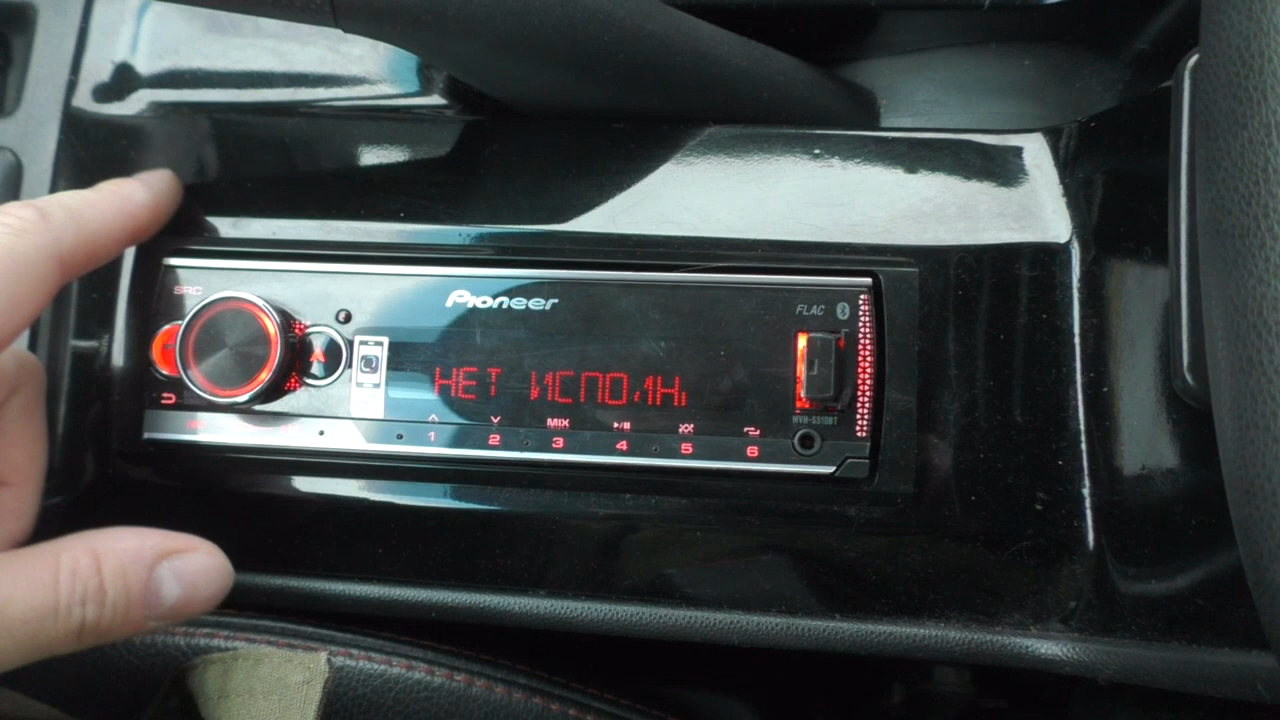 SRC
Pioneer
FLAC
НЕТ ИСПОЛН
MVH-S510BT
1 2 MIX 3 4 5 6